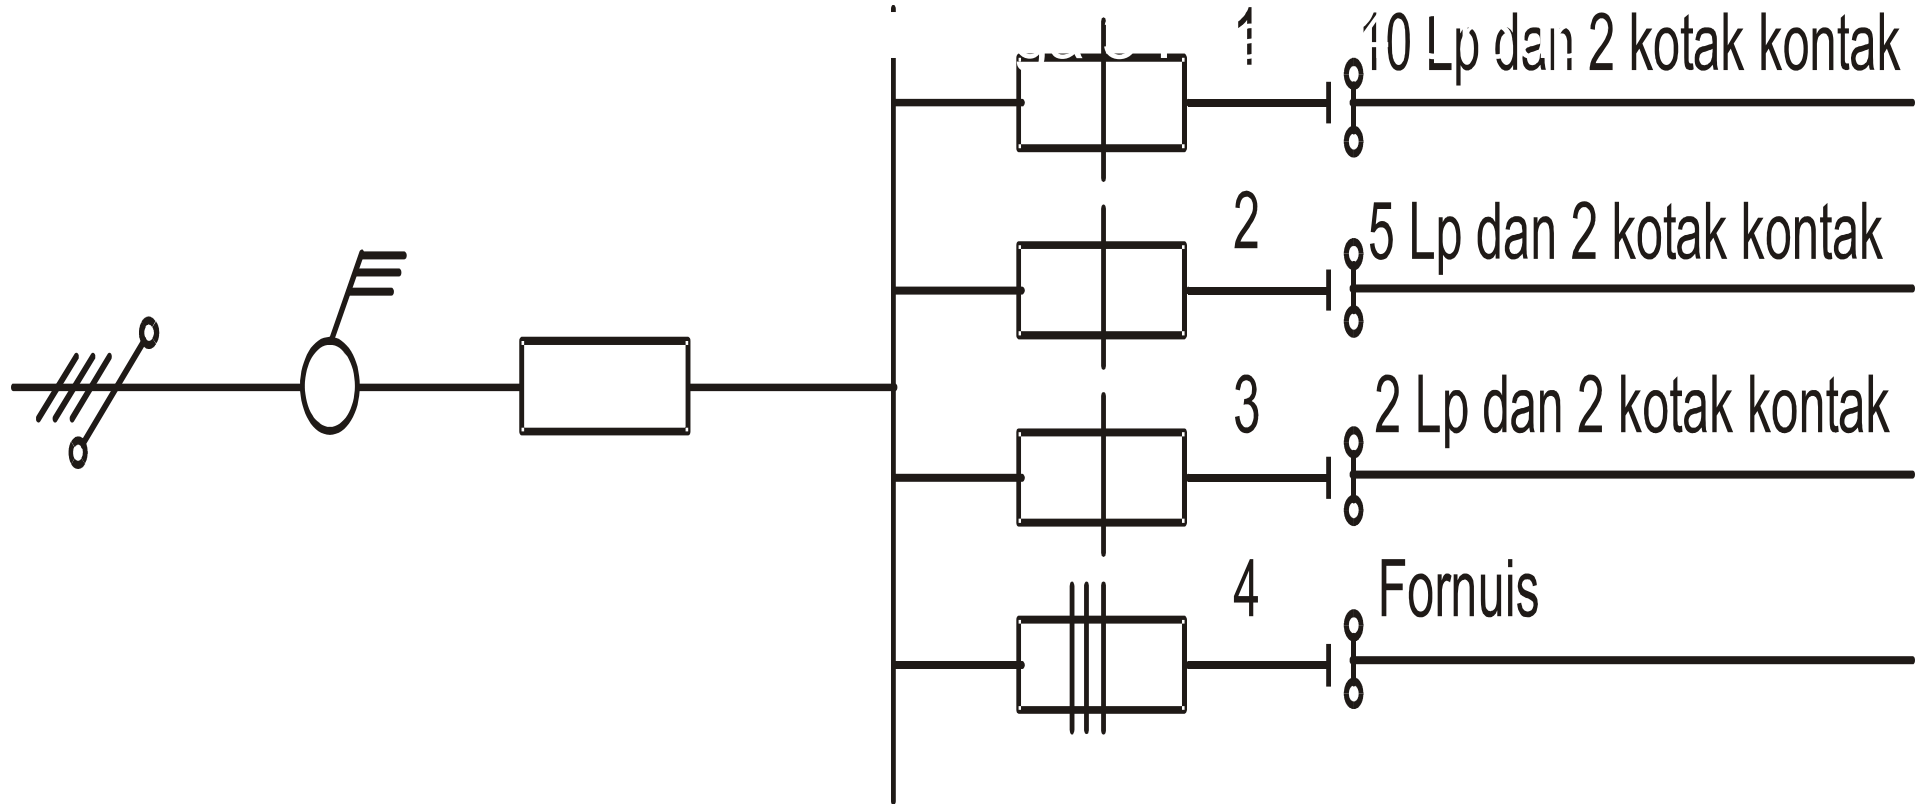 1 10 Lp dan 2 kotak kontak
2 5 Lp dan 2 kotak kontak
3 2 Lp dan 2 kotak kontak
4 Fornuis